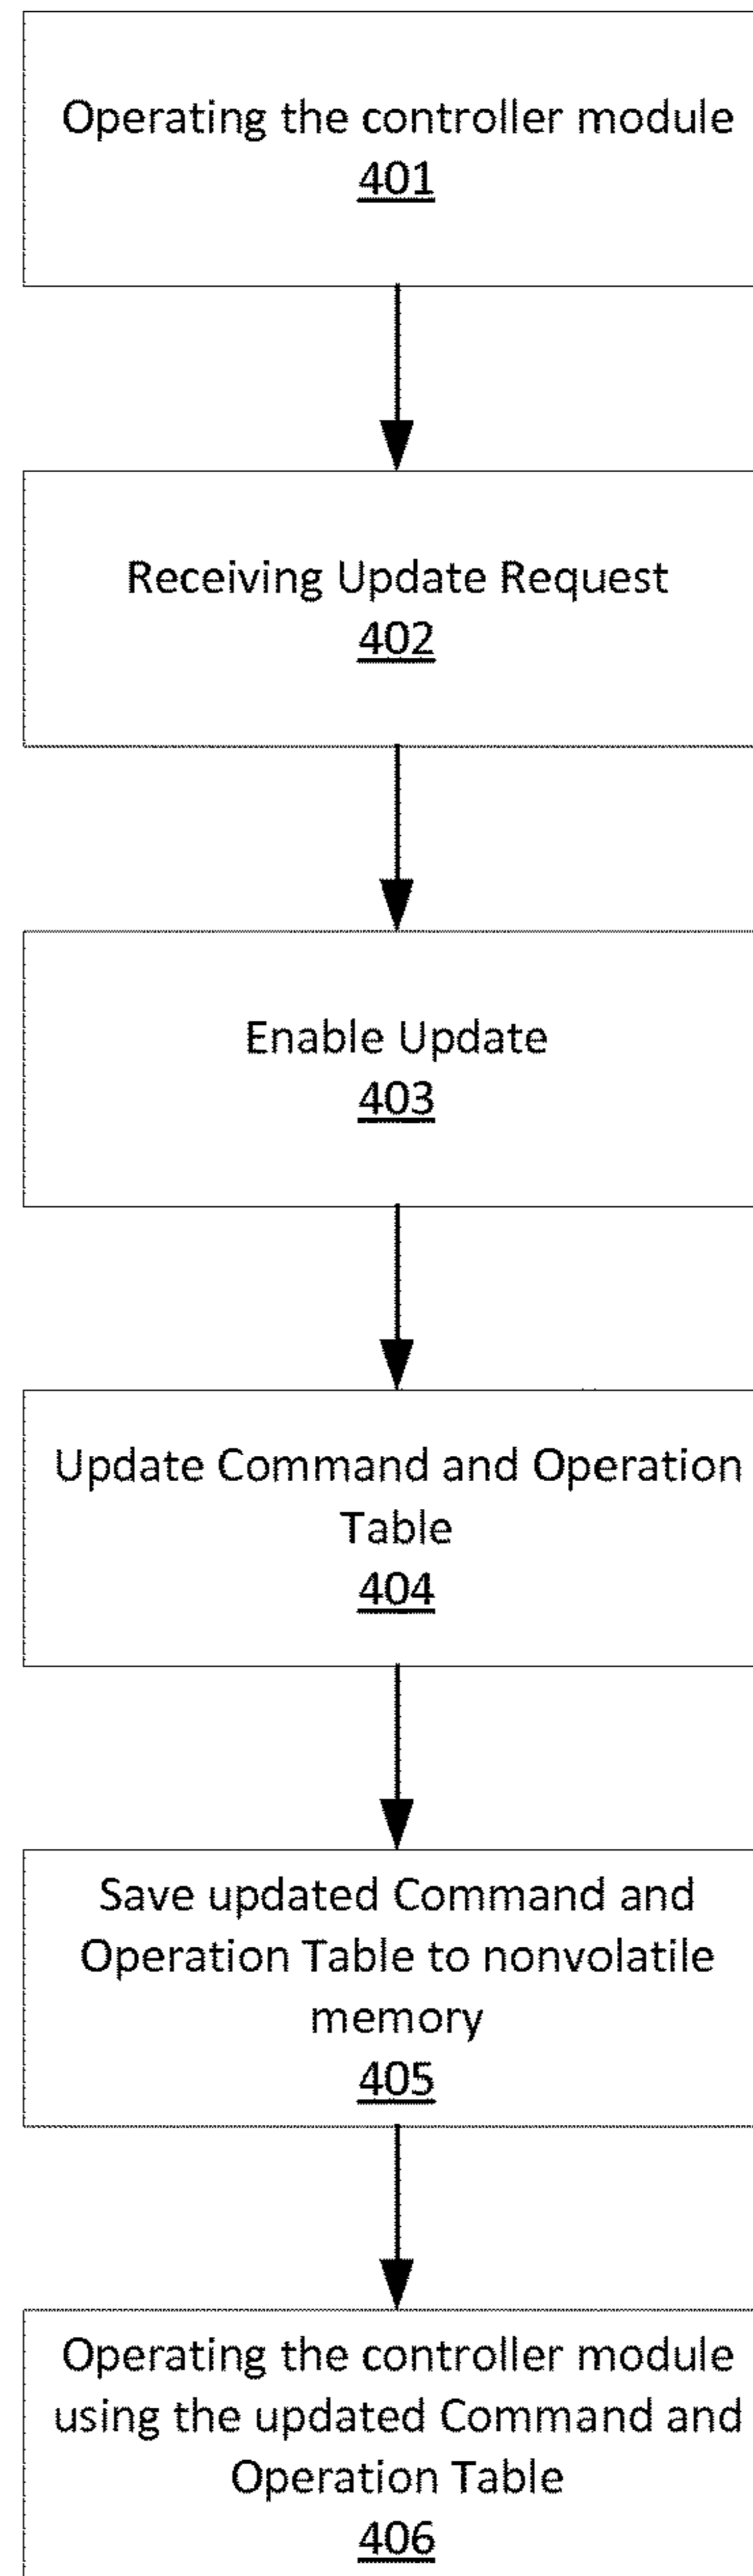 Operating the controller module
401
Receiving Update Request
402
Enable Update
403
Update Command and Operation
Table
404
Save updated Command and
Operation Table to nonvolatile
memory
405
Operating the controller module
using the updated Command and
Operation Table
406